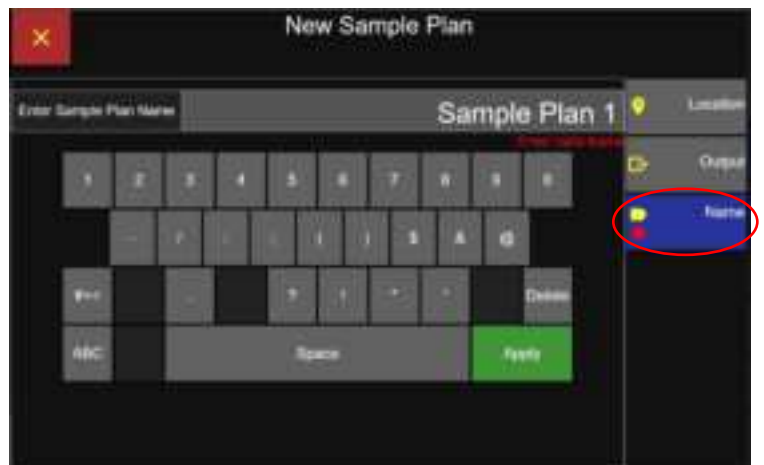 New Sample Plan
Enter Sample Plan Name
Sample Plan 1
Location
Output
Name
1 2 3 4 5 6 7 8 9 0
( ) $ & @
? !
Delete
ABC Space Apply